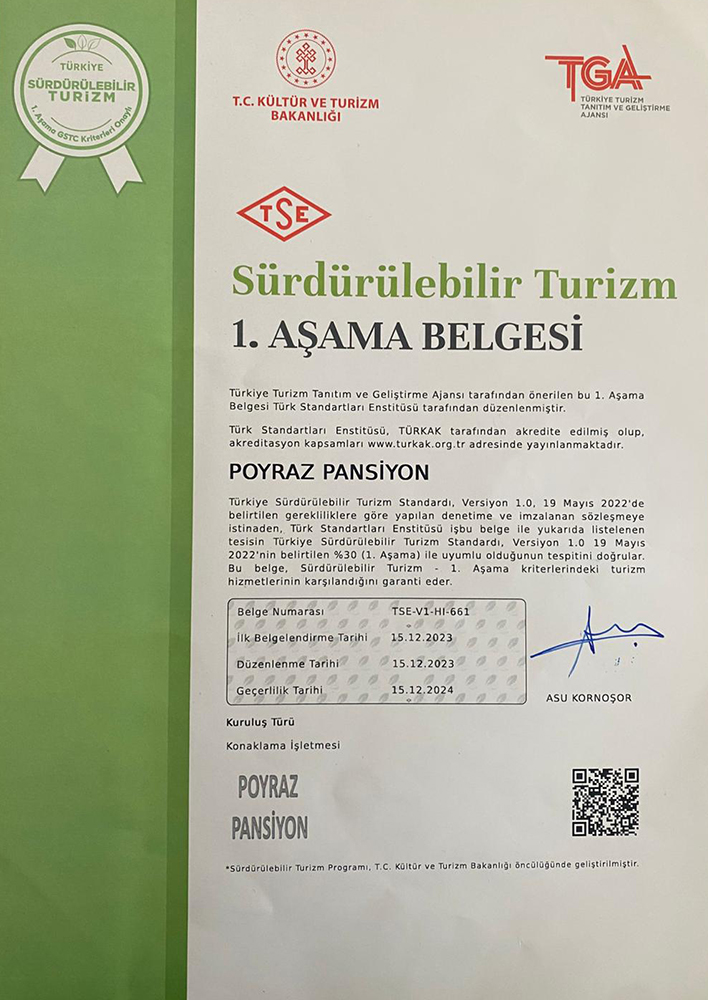 TÜRKİYE
SÜRDÜRÜLEBİLİR
TURİZM
1. Aşama GSTC Kriterleri Onaylı
T.C. KÜLTÜR VE TURİZM
BAKANLIĞI
TGA
TÜRKİYE TURİZM
TANITIM VE GELİŞTİRME
AJANSI
TSE
Sürdürülebilir Turizm
1. AŞAMA BELGESİ
Türkiye Turizm Tanıtım ve Geliştirme Ajansı tarafından önerilen bu 1. Aşama
Belgesi Türk Standartları Enstitüsü tarafından düzenlenmiştir.
Türk Standartları Enstitüsü, TÜRKAK tarafından akredite edilmiş olup,
akreditasyon kapsamları www.turkak.org.tr adresinde yayınlanmaktadır.
POYRAZ PANSİYON
Türkiye Sürdürülebilir Turizm Standardı, Versiyon 1.0, 19 Mayıs 2022'de
belirtilen gerekliliklere göre yapılan denetime ve imzalanan sözleşmeye
istinaden, Türk Standartları Enstitüsü işbu belge ile yukarıda listelenen
tesisin Türkiye Sürdürülebilir Turizm Standardı, Versiyon 1.0 19 Mayıs
2022'nin belirtilen %30 (1. Aşama) ile uyumlu olduğunun tespitini doğrular.
Bu belge, Sürdürülebilir Turizm - 1. Aşama kriterlerindeki turizm
hizmetlerinin karşılandığını garanti eder.
Belge Numarası TSE-V1-HI-661
İlk Belgelendirme Tarihi 15.12.2023
Düzenlenme Tarihi 15.12.2023
Geçerlilik Tarihi 15.12.2024
ASU KORNOŞOR
Kuruluş Türü
Konaklama İşletmesi
POYRAZ
PANSİYON
*Sürdürülebilir Turizm Programı, T.C. Kültür ve Turizm Bakanlığı öncülüğünde geliştirilmiştir.